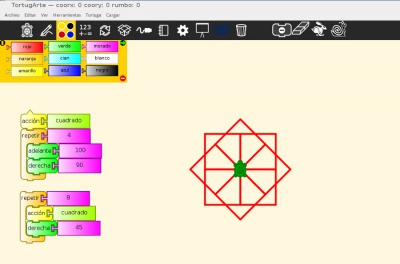 TortugArte — coorx: 0 coory: 0 rumbo: 0
Archivo Editar Ver Herramientas Tortuga Cargar
123
rojo verde morado
naranja cian blanco
amarillo azul negro
acción cuadrado
repetir 4
adelante 100
derecha 90
repetir 8
acción cuadrado
derecha 45